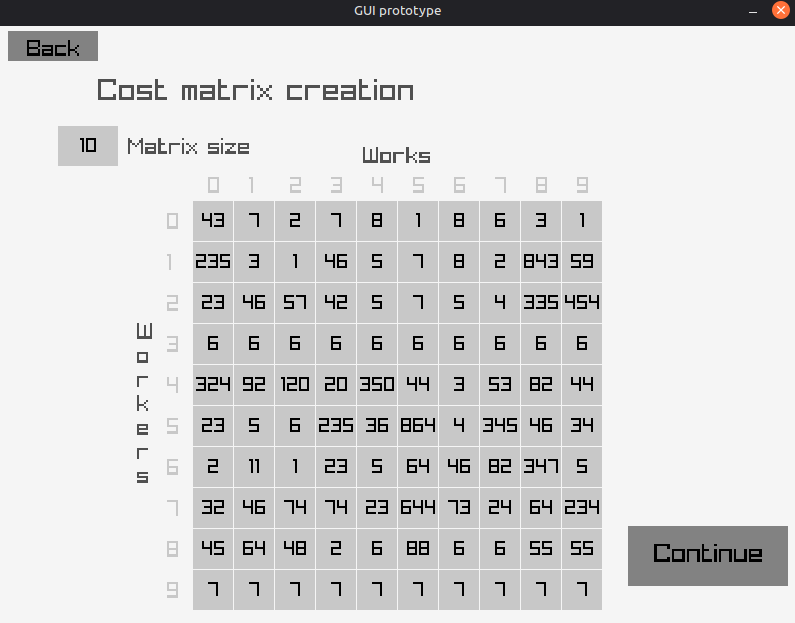 GUI prototype
Back
Cost matrix creation
10 Matrix size
Works
0 1 2 3 4 5 6 7 8 9
0 43 7 2 7 8 1 8 6 3 1
1 235 3 1 46 5 7 8 2 843 59
2 23 46 57 42 5 7 5 4 335 454
3 6 6 6 6 6 6 6 6 6 6
4 324 92 120 20 350 44 3 53 82 44
5 23 5 6 235 36 864 4 345 46 34
6 2 11 1 23 5 64 46 82 347 5
7 32 46 74 74 23 644 73 24 64 234
8 45 64 48 2 6 88 6 6 55 55
9 7 7 7 7 7 7 7 7 7 7
Workers
Continue